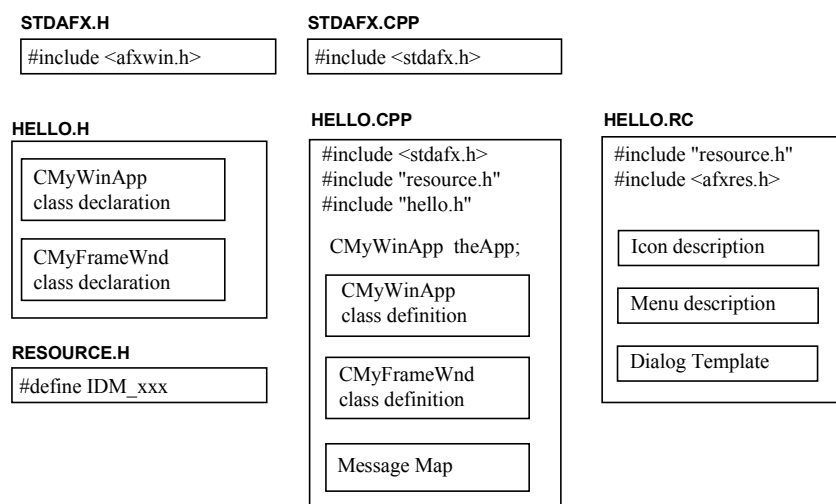 STDAFX.H
#include <afxwin.h>
STDAFX.CPP
#include <stdafx.h>
HELLO.H
CMyWinApp
class declaration
CMyFrameWnd
class declaration
RESOURCE.H
#define IDM_xxx
HELLO.CPP
#include <stdafx.h>
#include "resource.h"
#include "hello.h"
CMyWinApp theApp;
CMyWinApp
class definition
CMyFrameWnd
class definition
Message Map
HELLO.RC
#include "resource.h"
#include <afxres.h>
Icon description
Menu description
Dialog Template